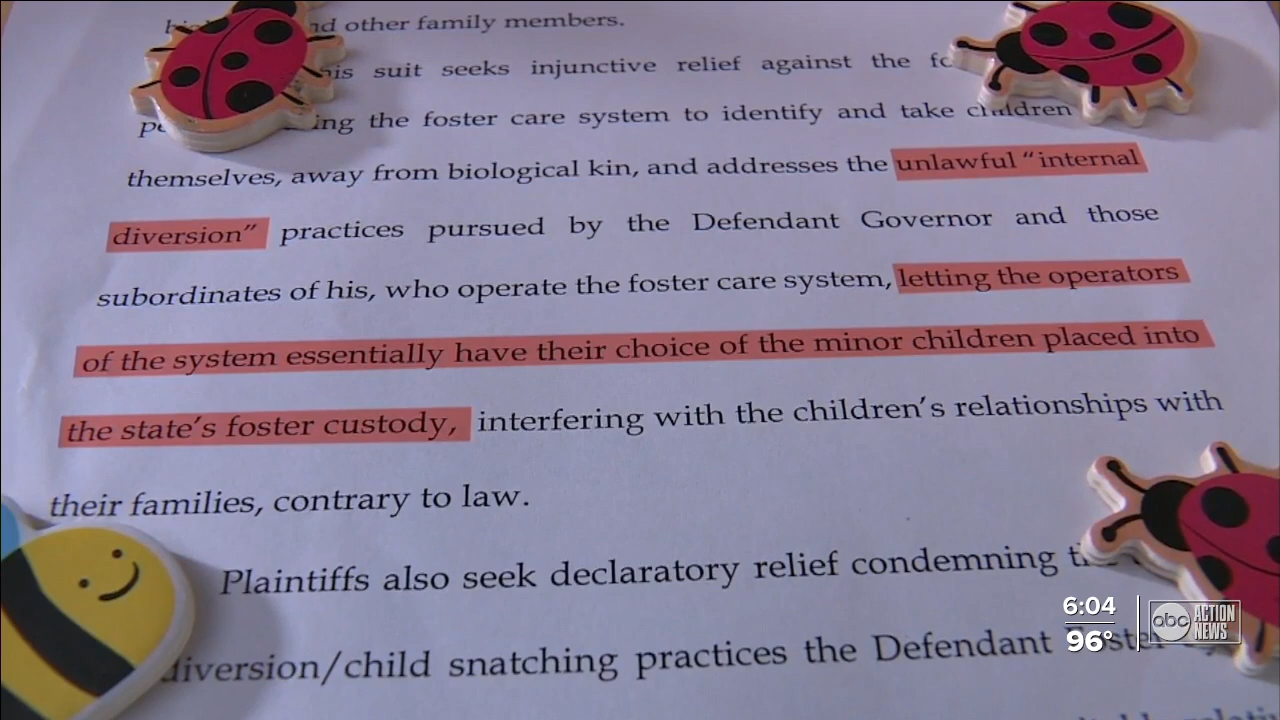 nd other family members.
his suit seeks injunctive relief against the
ing the foster care system to identify and take children
themselves, away from biological kin, and addresses the unlawful “internal
diversion” practices pursued by the Defendant Governor and those
subordinates of his, who operate the foster care system, letting the operators
of the system essentially have their choice of the minor children placed into
the state’s foster custody, interfering with the children’s relationships with
their families, contrary to law.
Plaintiffs also seek declaratory relief condemning
diversion/child snatching practices the Defendant Foster
6:04
96°
abc ACTION NEWS